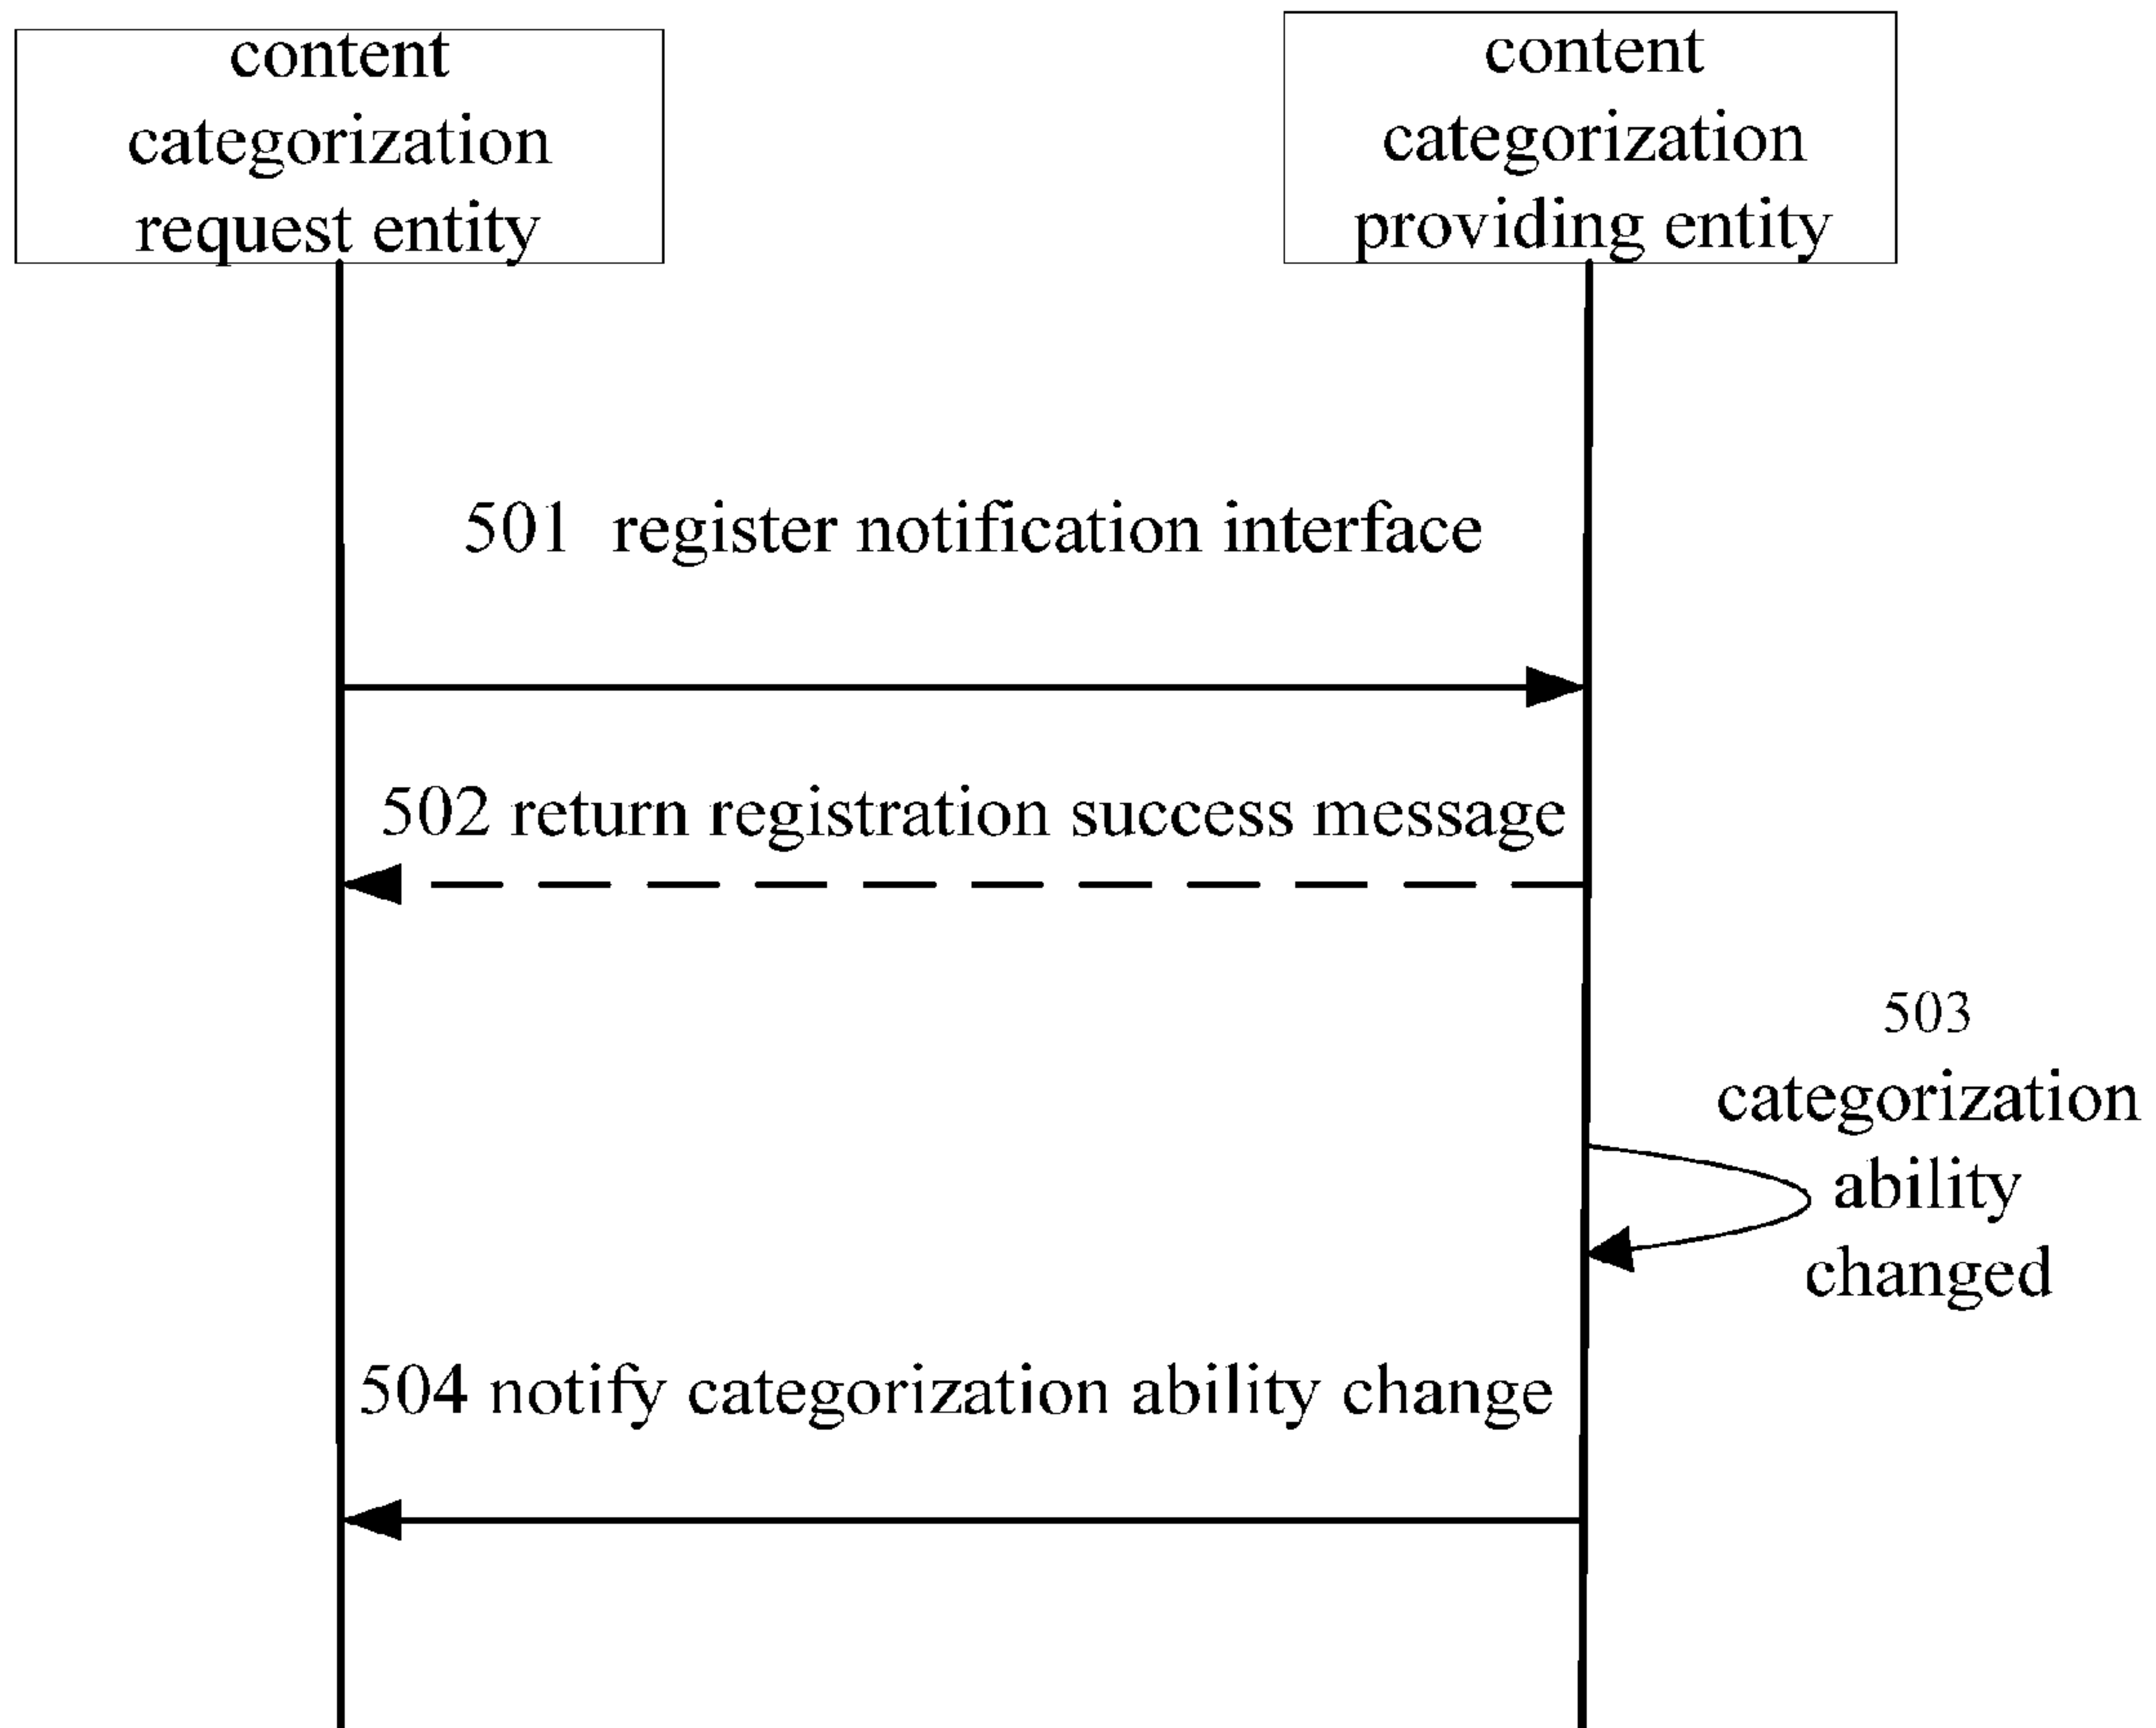 content
categorization
request entity
content
categorization
providing entity
501 register notification interface
502 return registration success message
503
categorization
ability
changed
504 notify categorization ability change